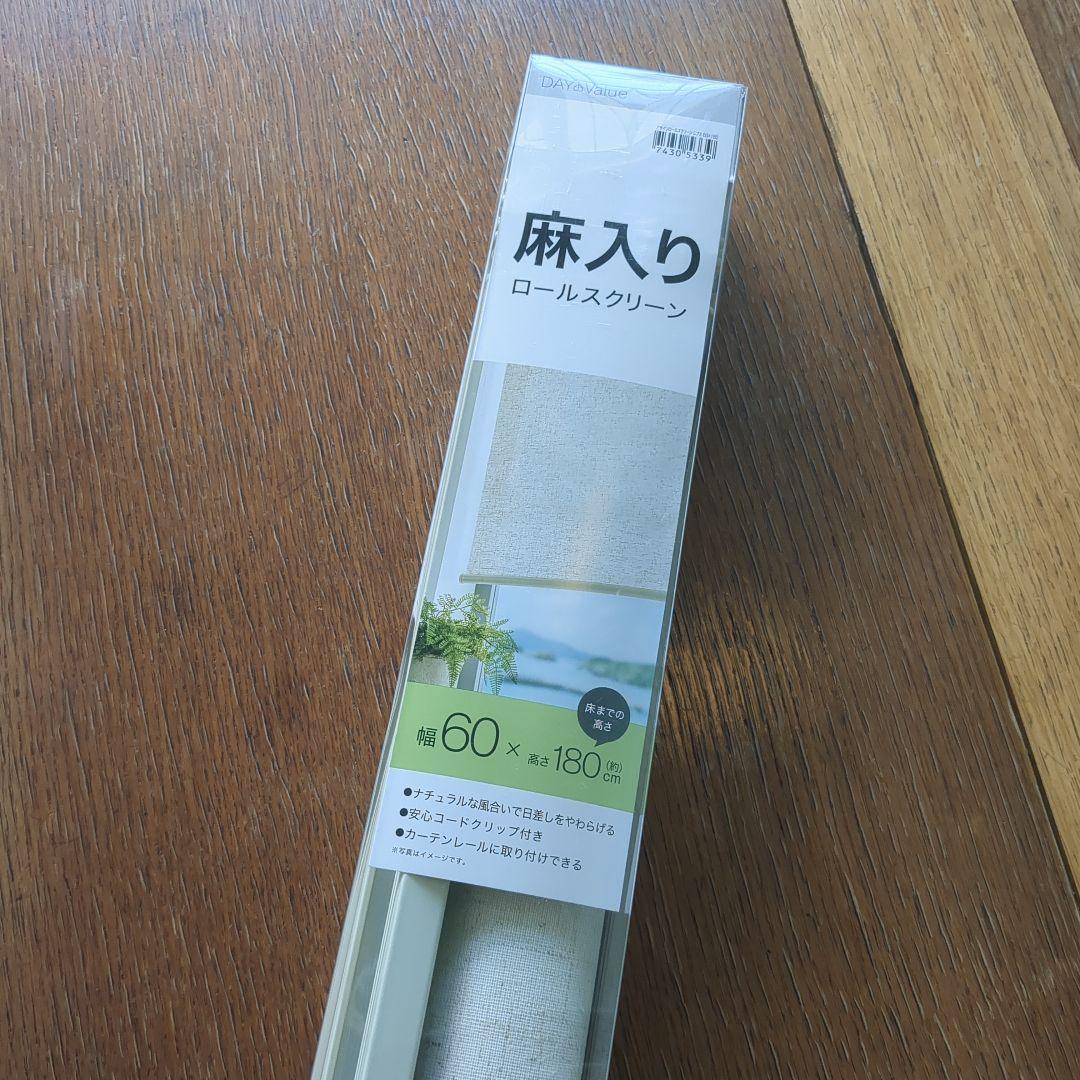 DAY & Value
7430 5339
麻入り
ロールスクリーン
床までの
高さ
幅60×高さ180(約)cm
●ナチュラルな風合いで日差しをやわらげる
●安心コードクリップ付き
●カーテンレールに取り付けできる
※写真はイメージです。